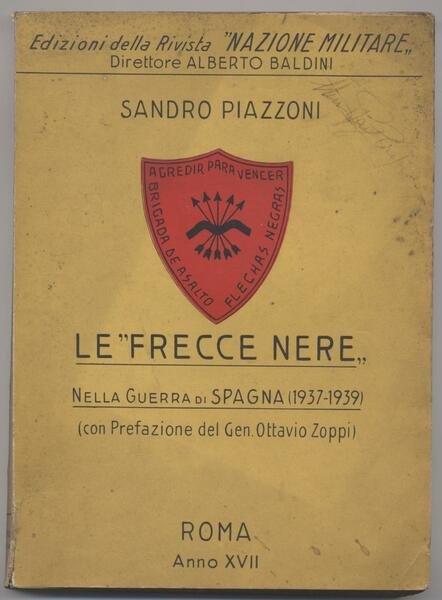 Edizioni della Rivista "NAZIONE MILITARE„
Direttore ALBERTO BALDINI
SANDRO PIAZZONI
AGREDIR PARA VENCER
BRIGADA DE ASALTO
FLECHAS NEGRAS
LE "FRECCE NERE„
NELLA GUERRA DI SPAGNA (1937-1939)
(con Prefazione del Gen. Ottavio Zoppi)
ROMA
Anno XVII